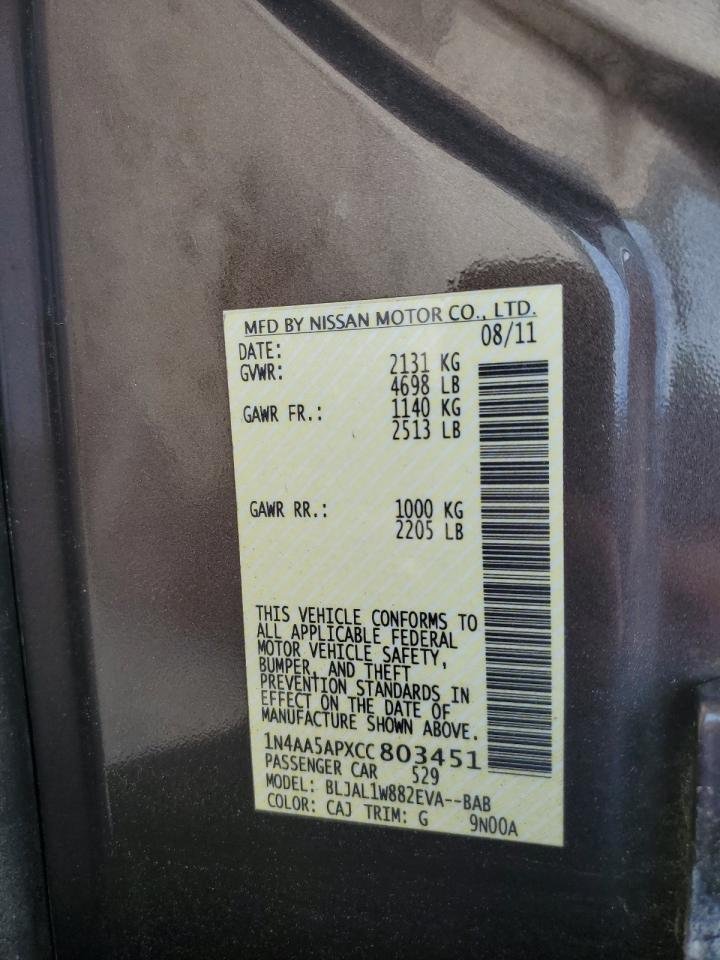 MFD BY NISSAN MOTOR CO., LTD.
DATE: 08/11
GVWR: 2131 KG
4698 LB
GAWR FR.: 1140 KG
2513 LB
GAWR RR.: 1000 KG
2205 LB
THIS VEHICLE CONFORMS TO
ALL APPLICABLE FEDERAL
MOTOR VEHICLE SAFETY,
BUMPER, AND THEFT
PREVENTION STANDARDS IN
EFFECT ON THE DATE OF
MANUFACTURE SHOWN ABOVE.
1N4AA5APXCC803451
PASSENGER CAR 529
MODEL: BLJAL1W882EVA--BAB
COLOR: CAJ TRIM: G 9N00A